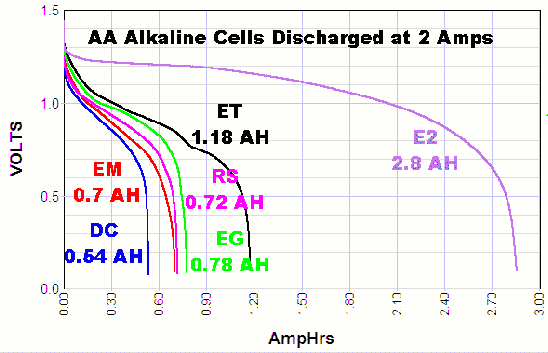 AA Alkaline Cells Discharged at 2 Amps
1.5
1.0
0.5
0.0
VOLTS
ET
1.18 AH
E2
2.8 AH
EM
0.7 AH
RS
0.72 AH
DC
0.54 AH
EG
0.78 AH
0.00
0.30
0.60
0.90
1.20
1.50
1.80
2.10
2.40
2.70
3.00
AmpHrs